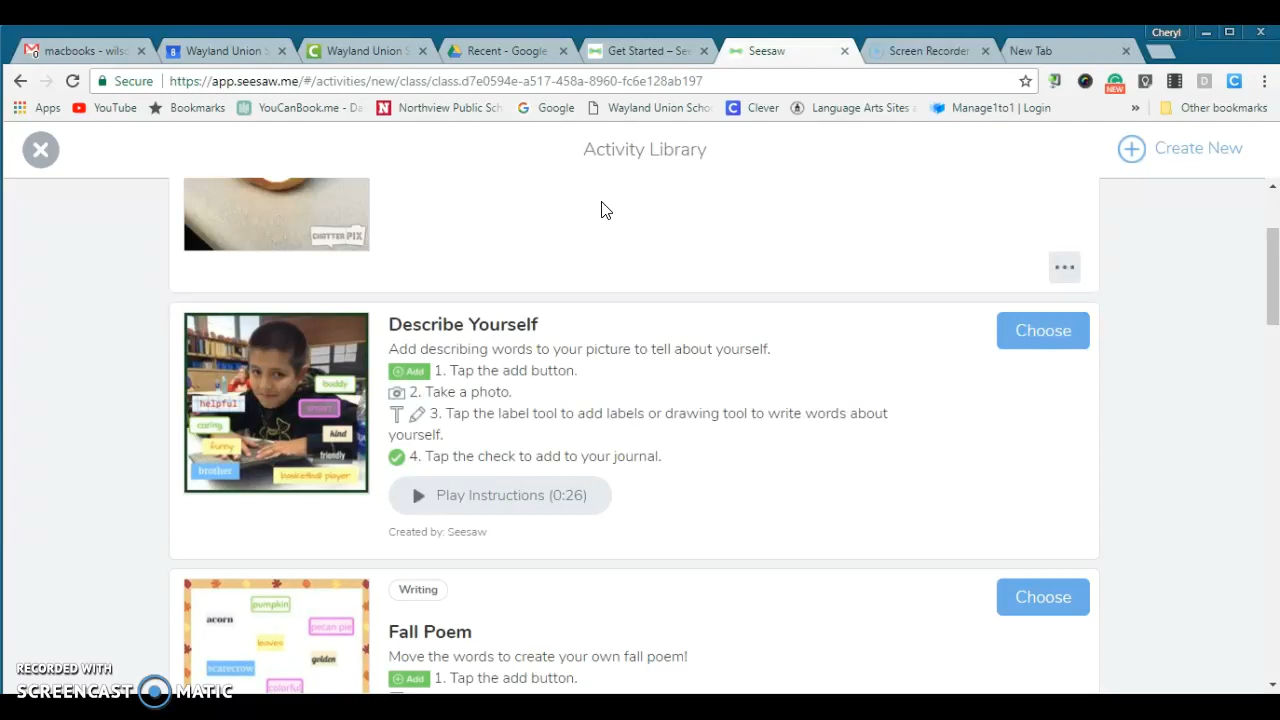 Cheryl
macbooks - wilso
Wayland Union
Wayland Union S
Recent - Google
Get Started – See
Seesaw
Screen Recorder
New Tab
Secure https://app.seesaw.me/#/activities/new/class/class.d7e0594e-a517-458a-8960-fc6e128ab197
NEW
Apps YouTube Bookmarks YouCanBook.me - Da Northview Public Sch Google Wayland Union Scho Clever Language Arts Sites Manage1to1 | Login » Other bookmarks
Activity Library
Create New
CHATTER PIX
Describe Yourself
Choose
Add describing words to your picture to tell about yourself.
Add 1. Tap the add button.
2. Take a photo.
3. Tap the label tool to add labels or drawing tool to write words about
yourself.
4. Tap the check to add to your journal.
Play Instructions (0:26)
Created by: Seesaw
buddy
helpful
smart
caring
kind
funny
friendly
brother
basketball player
Writing
Choose
Fall Poem
Move the words to create your own fall poem!
Add 1. Tap the add button.
pumpkin
acorn
pecan pie
leaves
golden
scarecrow
colorful
RECORDED WITH
SCREENCAST MATIC